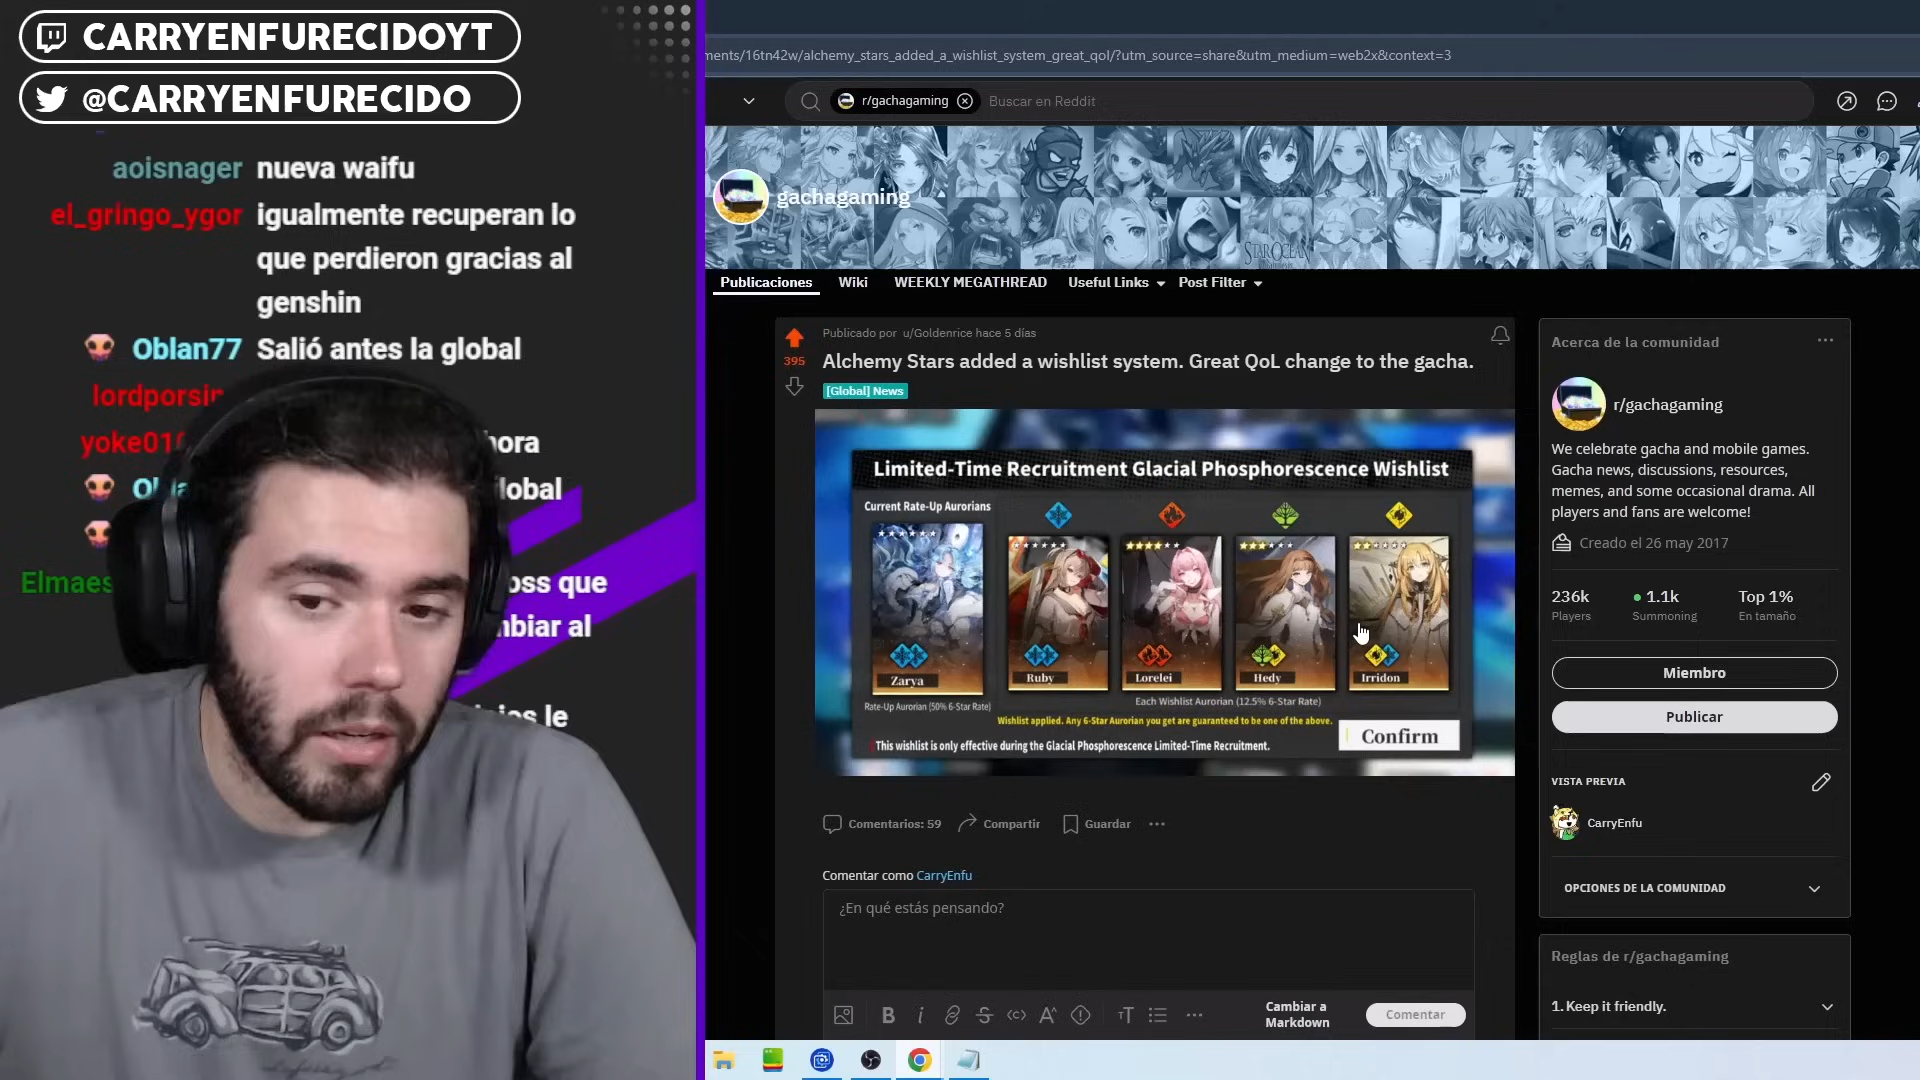 CARRYENFURECIDOYT
@CARRYENFURECIDO
aoisnager nueva waifu
el_gringo_ygor igualmente recuperan lo
que perdieron gracias al
genshin
Oblan77 Salió antes la global
lordporsin
yoke01
Elmaes
que
al
le
ments/16tn42w/alchemy_stars_added_a_wishlist_system_great_qol/?utm_source=share&utm_medium=web2x&context=3
r/gachagaming Buscar en Reddit
gachagaming
STAR OCEAN
Publicaciones Wiki WEEKLY MEGATHREAD Useful Links Post Filter
Publicado por u/Goldenrice hace 5 días
395
Alchemy Stars added a wishlist system. Great QoL change to the gacha.
[Global] News
Limited-Time Recruitment Glacial Phosphorescence Wishlist
Current Rate-Up Aurorians
Zarya Ruby Lorelei Hedy Irridon
Rate-Up Aurorian (50% 6-Star Rate)
Each Wishlist Aurorian (12.5% 6-Star Rate)
Wishlist applied. Any 6-Star Aurorian you get are guaranteed to be one of the above.
This wishlist is only effective during the Glacial Phosphorescence Limited-Time Recruitment.
Confirm
Comentarios: 59 Compartir Guardar
Comentar como CarryEnfu
¿En qué estás pensando?
Cambiar a
Markdown
Comentar
Acerca de la comunidad
r/gachagaming
We celebrate gacha and mobile games.
Gacha news, discussions, resources,
memes, and some occasional drama. All
players and fans are welcome!
Creado el 26 may 2017
236k 1.1k Top 1%
Players Summoning En tamaño
Miembro
Publicar
VISTA PREVIA
CarryEnfu
OPCIONES DE LA COMUNIDAD
Reglas de r/gachagaming
1. Keep it friendly.